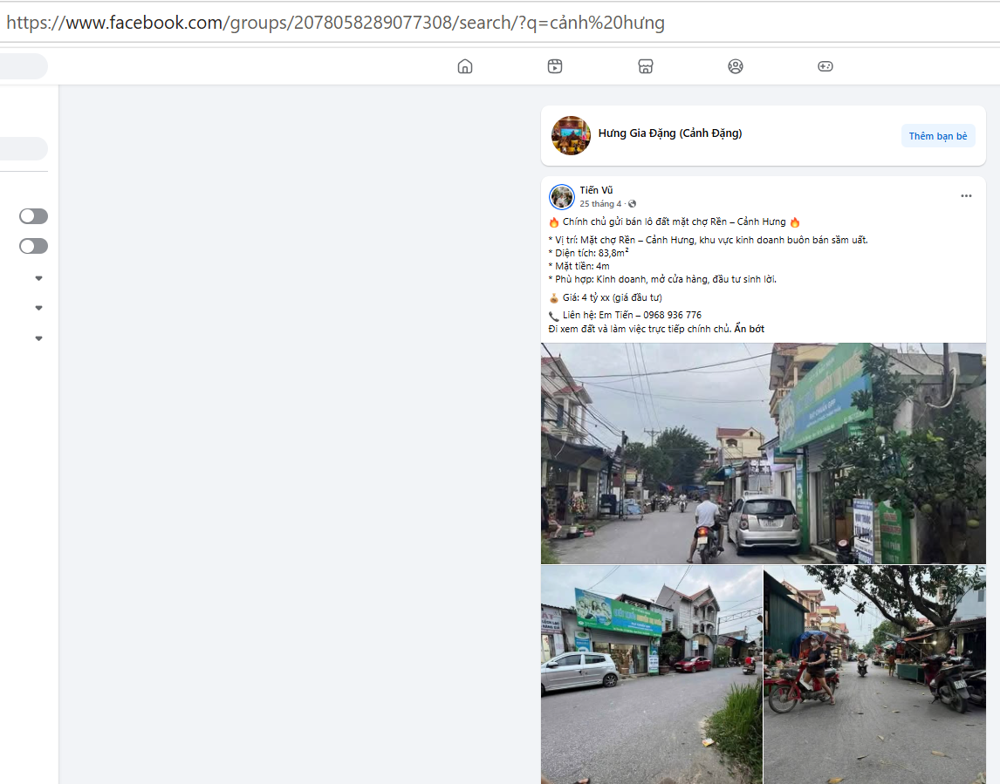 https://www.facebook.com/groups/2078058289077308/search/?q=cảnh%20hưng
Hưng Gia Đặng (Cảnh Đặng)
Thêm bạn bè
Tiến Vũ
25 tháng 4 ·
🔥 Chính chủ gửi bán lô đất mặt chợ Rền – Cảnh Hưng 🔥
* Vị trí: Mặt chợ Rền – Cảnh Hưng, khu vực kinh doanh buôn bán sầm uất.
* Diện tích: 83,8m²
* Mặt tiền: 4m
* Phù hợp: Kinh doanh, mở cửa hàng, đầu tư sinh lời.
💰 Giá: 4 tỷ xx (giá đầu tư)
📞 Liên hệ: Em Tiến – 0968 936 776
Đi xem đất và làm việc trực tiếp chính chủ. Ẩn bớt